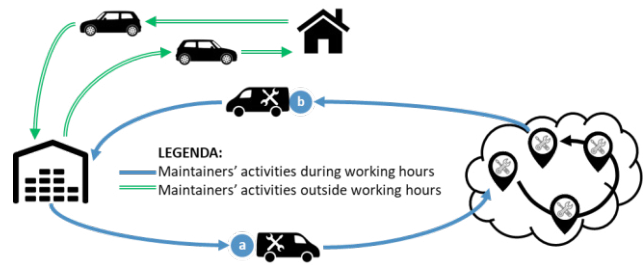 b
LEGENDA:
Maintainers' activities during working hours
Maintainers' activities outside working hours
a